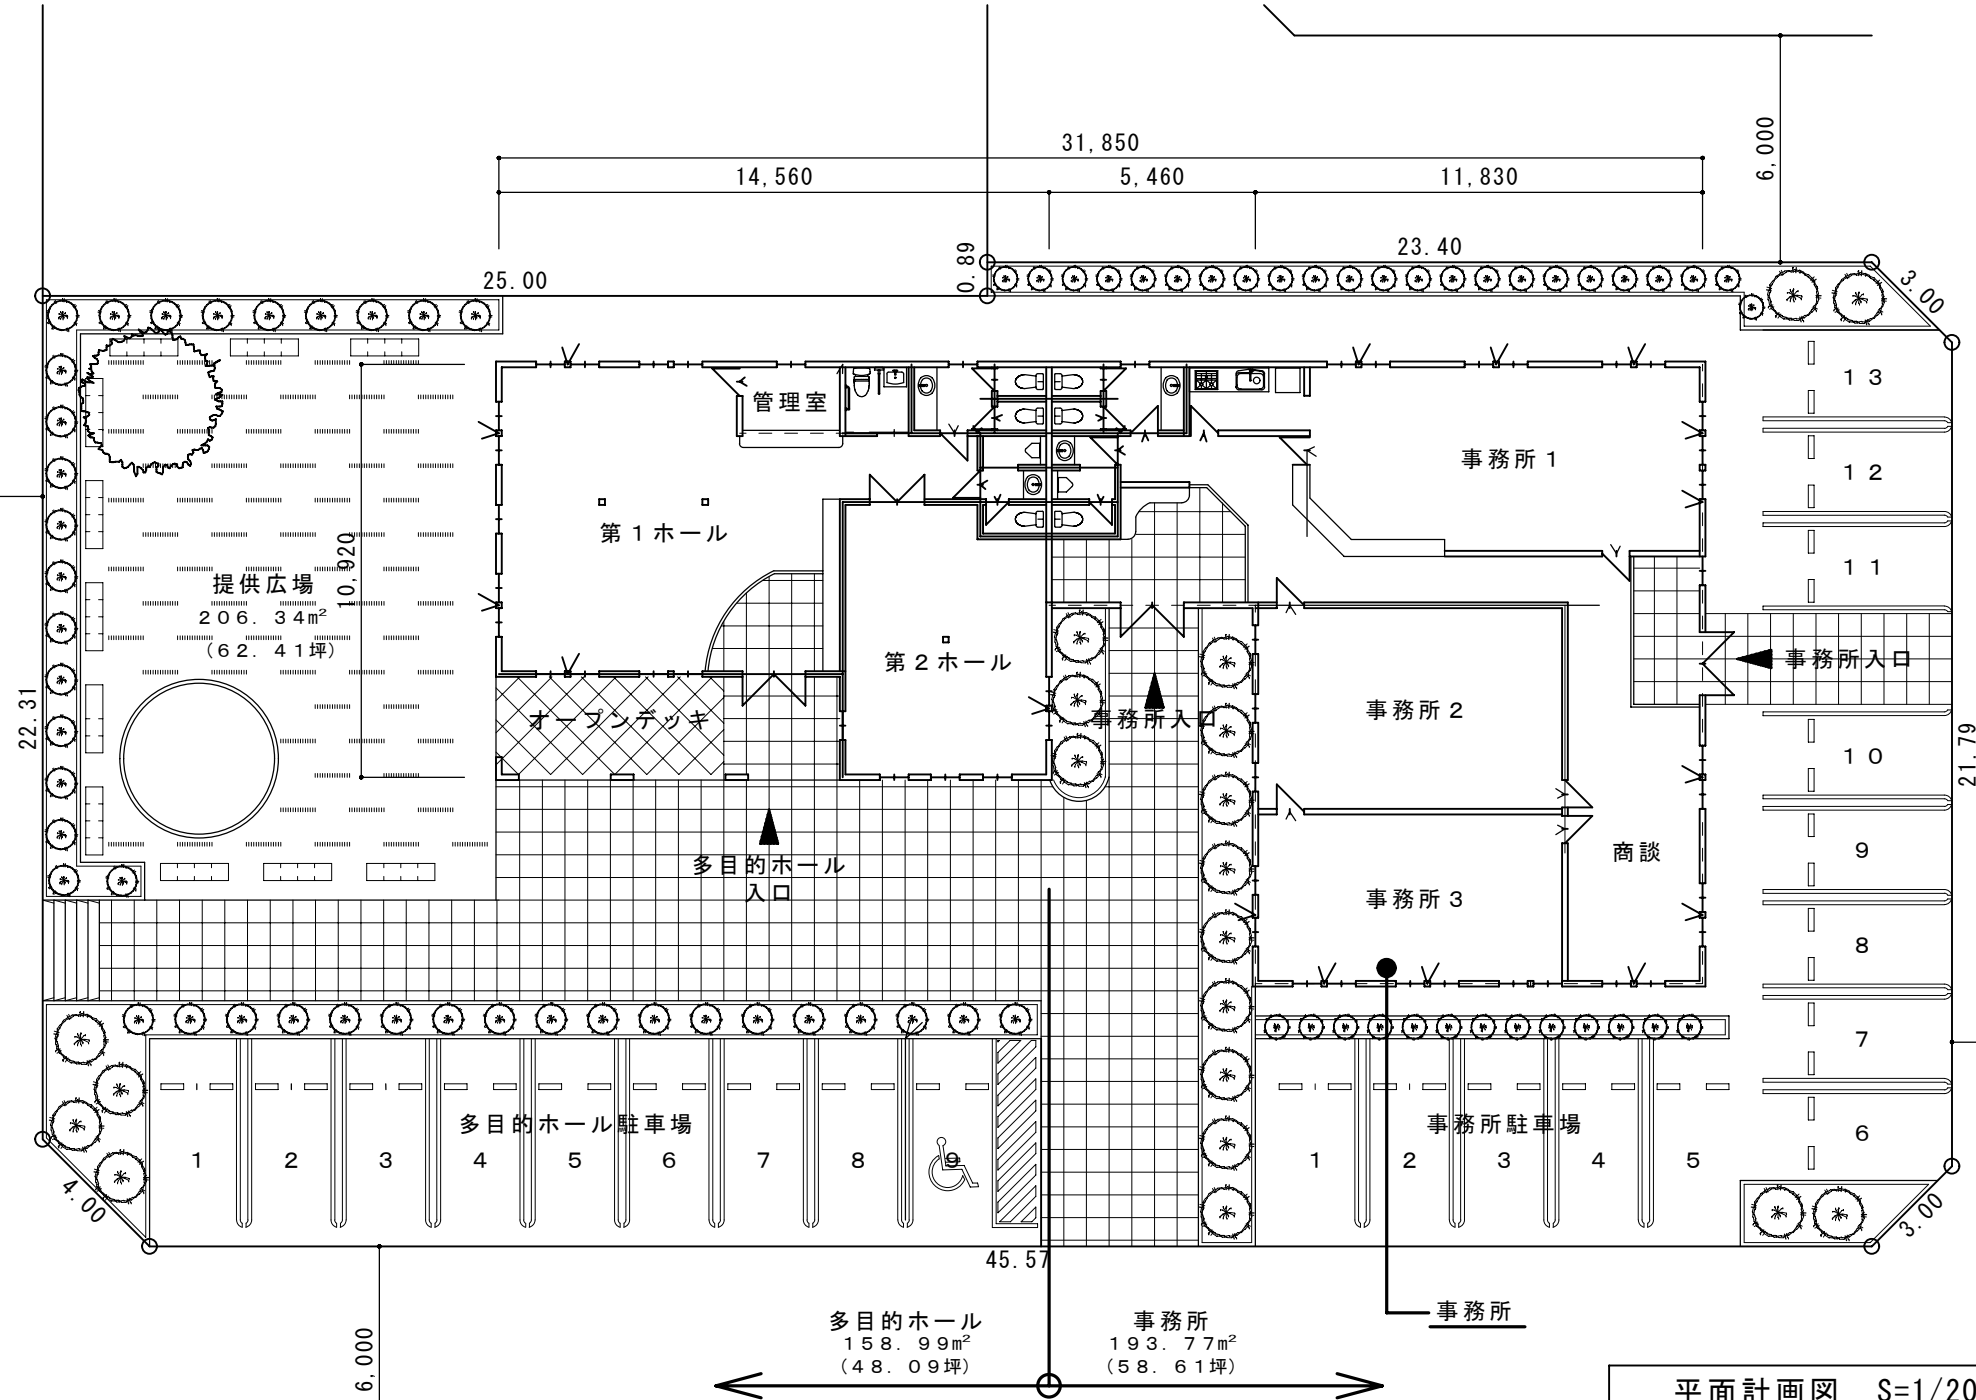 31,850
6,000
14,560
5,460
11,830
23.40
0.89
25.00
3.00
13
管理室
12
事務所１
第１ホール
10,920
11
提供広場
２０６．３４㎡
（６２．４１坪）
第２ホール
事務所入口
22.31
オープンデッキ
事務所入口
事務所２
21.79
10
多目的ホール
入口
9
商談
事務所３
8
7
多目的ホール駐車場
事務所駐車場
6
1 2 3 4 5 6 7 8 9
1 2 3 4 5
4.00
3.00
45.57
6,000
多目的ホール
１５８．９９㎡
（４８．０９坪）
事務所
１９３．７７㎡
（５８．６１坪）
事務所
平面計画図 S=1/20